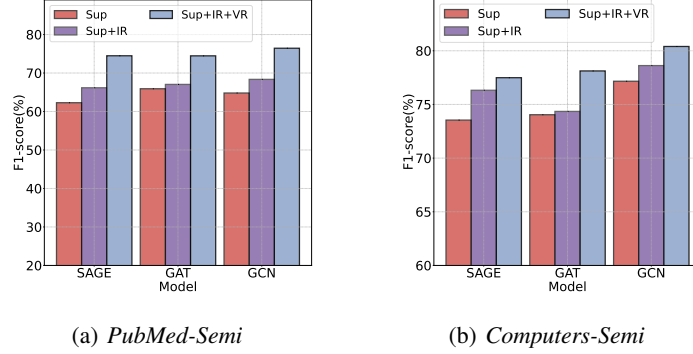 Sup
Sup+IR
Sup+IR+VR
F1-score(%)
80
70
60
50
40
30
20
SAGE GAT GCN
Model
(a) PubMed-Semi
Sup
Sup+IR
Sup+IR+VR
F1-score(%)
80
75
70
65
60
SAGE GAT GCN
Model
(b) Computers-Semi